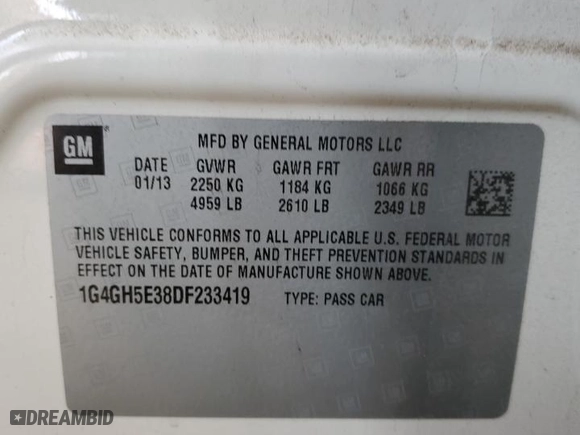 GM
MFD BY GENERAL MOTORS LLC
DATE GVWR GAWR FRT GAWR RR
01/13 2250 KG 1184 KG 1066 KG
4959 LB 2610 LB 2349 LB
THIS VEHICLE CONFORMS TO ALL APPLICABLE U.S. FEDERAL MOTOR
VEHICLE SAFETY, BUMPER, AND THEFT PREVENTION STANDARDS IN
EFFECT ON THE DATE OF MANUFACTURE SHOWN ABOVE.
1G4GH5E38DF233419 TYPE: PASS CAR
DREAMBID